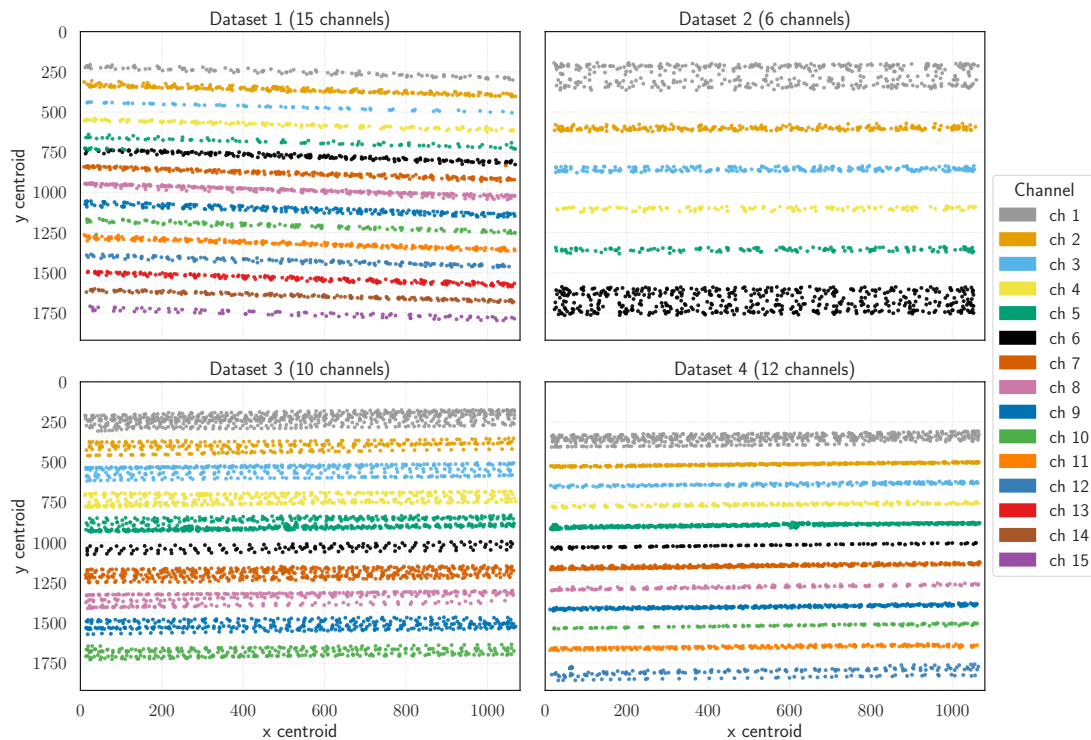 Dataset 1 (15 channels)
Dataset 2 (6 channels)
0
250
500
750
1000
1250
1500
1750
y centroid
Dataset 3 (10 channels)
Dataset 4 (12 channels)
0
250
500
750
1000
1250
1500
1750
y centroid
0 200 400 600 800 1000
0 200 400 600 800 1000
x centroid
x centroid
Channel
ch 1
ch 2
ch 3
ch 4
ch 5
ch 6
ch 7
ch 8
ch 9
ch 10
ch 11
ch 12
ch 13
ch 14
ch 15